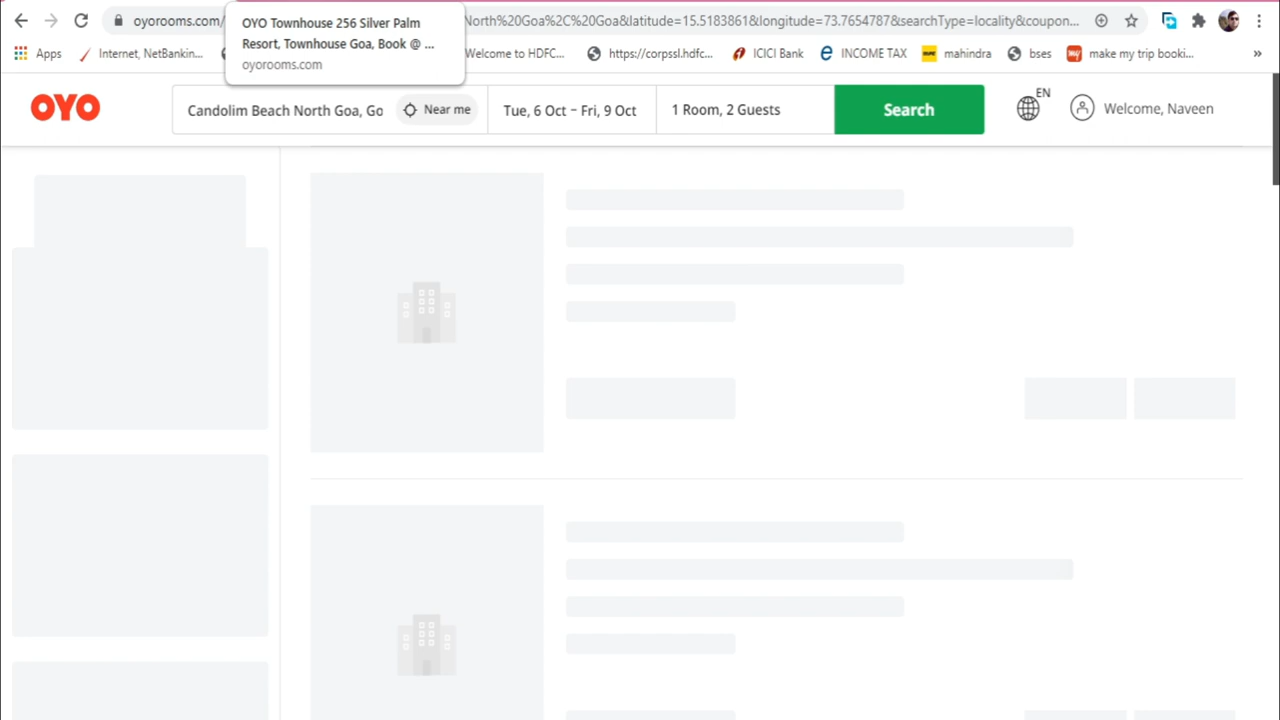 OYO Townhouse 256 Silver Palm
Resort, Townhouse Goa, Book @ ...
oyorooms.com
oyorooms.com/
North%20Goa%2C%20Goa&latitude=15.5183861&longitude=73.7654787&searchType=locality&coupon...
Apps
Internet, NetBankin...
Welcome to HDFC...
https://corpssl.hdfc...
ICICI Bank
INCOME TAX
mahindra
bses
make my trip booki...
»
OYO
Candolim Beach North Goa, Go
Near me
Tue, 6 Oct – Fri, 9 Oct
1 Room, 2 Guests
Search
EN
Welcome, Naveen